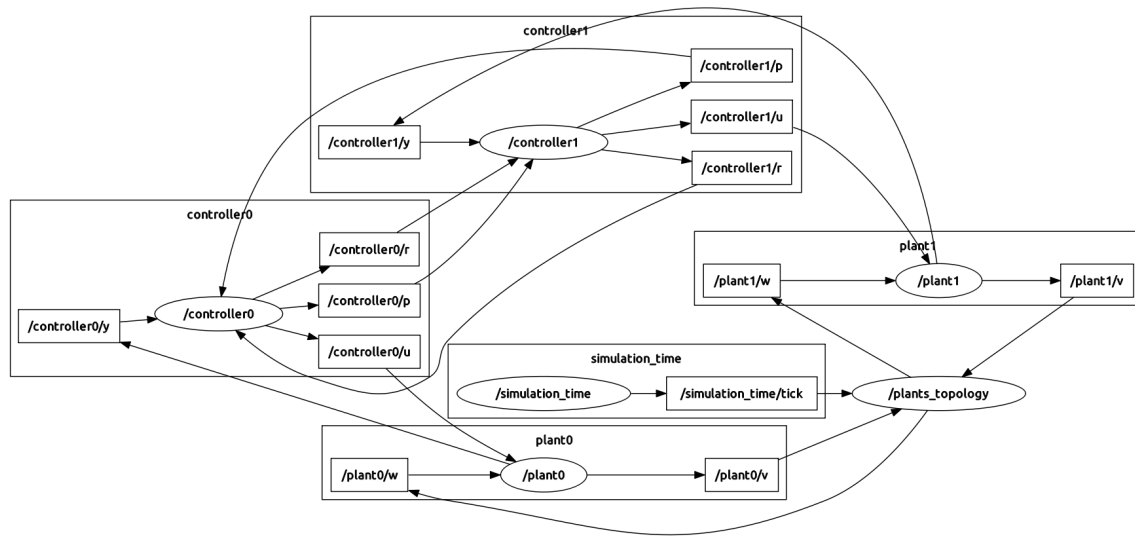 controller1
/controller1/p
/controller1/u
/controller1/y
/controller1
/controller1/r
controller0
/controller0/r
/controller0/p
/controller0
/controller0/y
/controller0/u
plant1
/plant1/w
/plant1
/plant1/v
simulation_time
/simulation_time
/simulation_time/tick
/plants_topology
plant0
/plant0/w
/plant0
/plant0/v